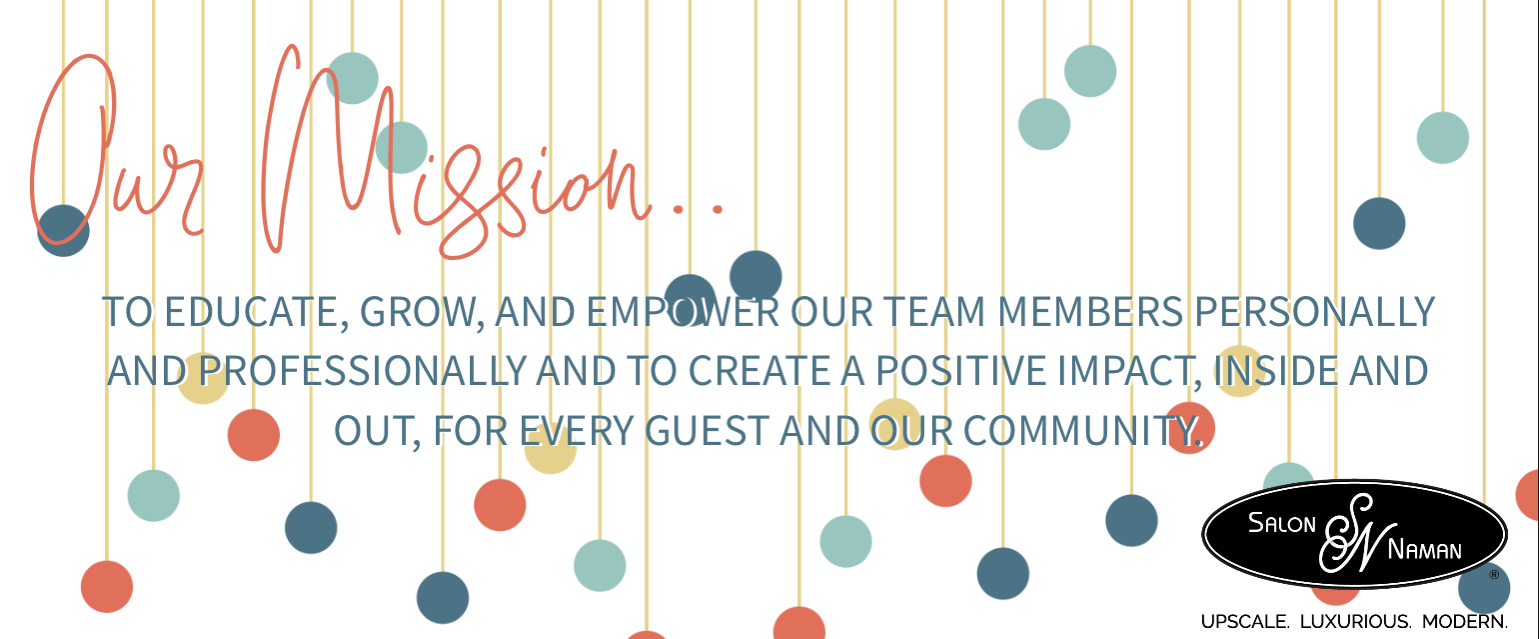 Our Mission..
TO EDUCATE, GROW, AND EMPOWER OUR TEAM MEMBERS PERSONALLY
AND PROFESSIONALLY AND TO CREATE A POSITIVE IMPACT, INSIDE AND
OUT, FOR EVERY GUEST AND OUR COMMUNITY.
SALON SN NAMAN
®
UPSCALE. LUXURIOUS. MODERN.